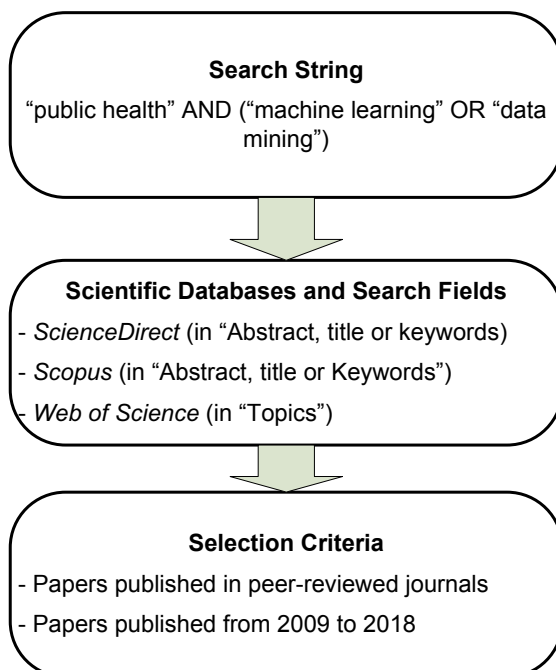 Search String
“public health” AND (“machine learning” OR “data
mining”)
Scientific Databases and Search Fields
- ScienceDirect (in “Abstract, title or keywords)
- Scopus (in “Abstract, title or Keywords”)
- Web of Science (in “Topics”)
Selection Criteria
- Papers published in peer-reviewed journals
- Papers published from 2009 to 2018